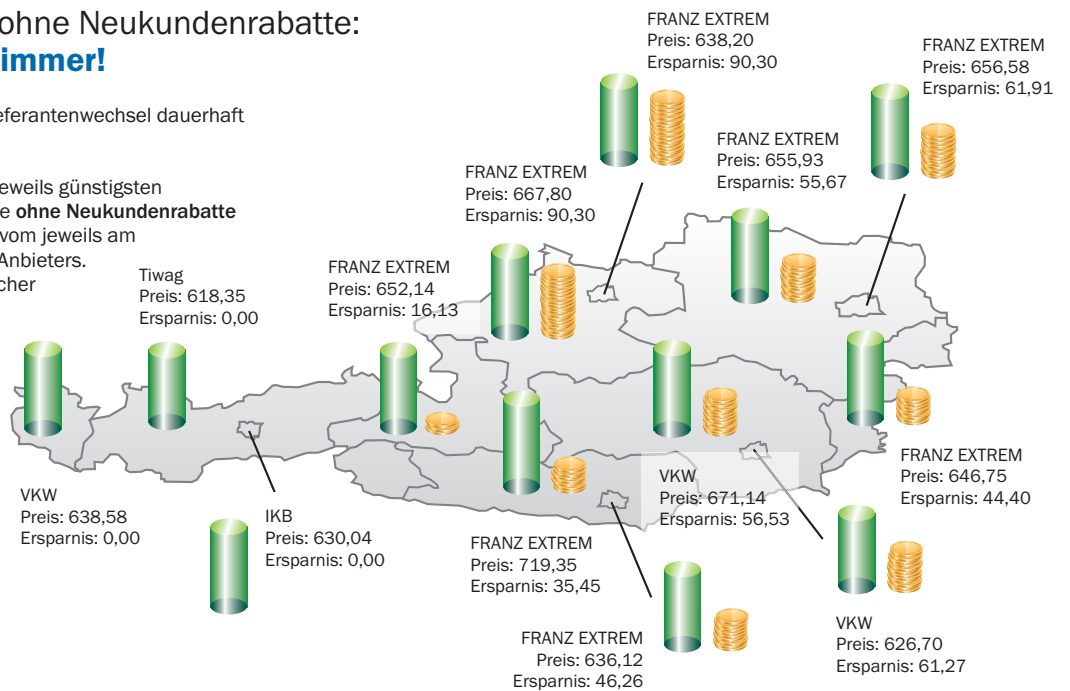 ohne Neukundenrabatte:
immer!
eferantenwechsel dauerhaft
eweils günstigsten
e ohne Neukundenrabatte
vom jeweils am
Anbieters.
cher
FRANZ EXTREM
Preis: 638,20
Ersparnis: 90,30
FRANZ EXTREM
Preis: 656,58
Ersparnis: 61,91
FRANZ EXTREM
Preis: 655,93
Ersparnis: 55,67
FRANZ EXTREM
Preis: 667,80
Ersparnis: 90,30
FRANZ EXTREM
Preis: 652,14
Ersparnis: 16,13
Tiwag
Preis: 618,35
Ersparnis: 0,00
VKW
Preis: 638,58
Ersparnis: 0,00
IKB
Preis: 630,04
Ersparnis: 0,00
FRANZ EXTREM
Preis: 719,35
Ersparnis: 35,45
VKW
Preis: 671,14
Ersparnis: 56,53
FRANZ EXTREM
Preis: 646,75
Ersparnis: 44,40
FRANZ EXTREM
Preis: 636,12
Ersparnis: 46,26
VKW
Preis: 626,70
Ersparnis: 61,27